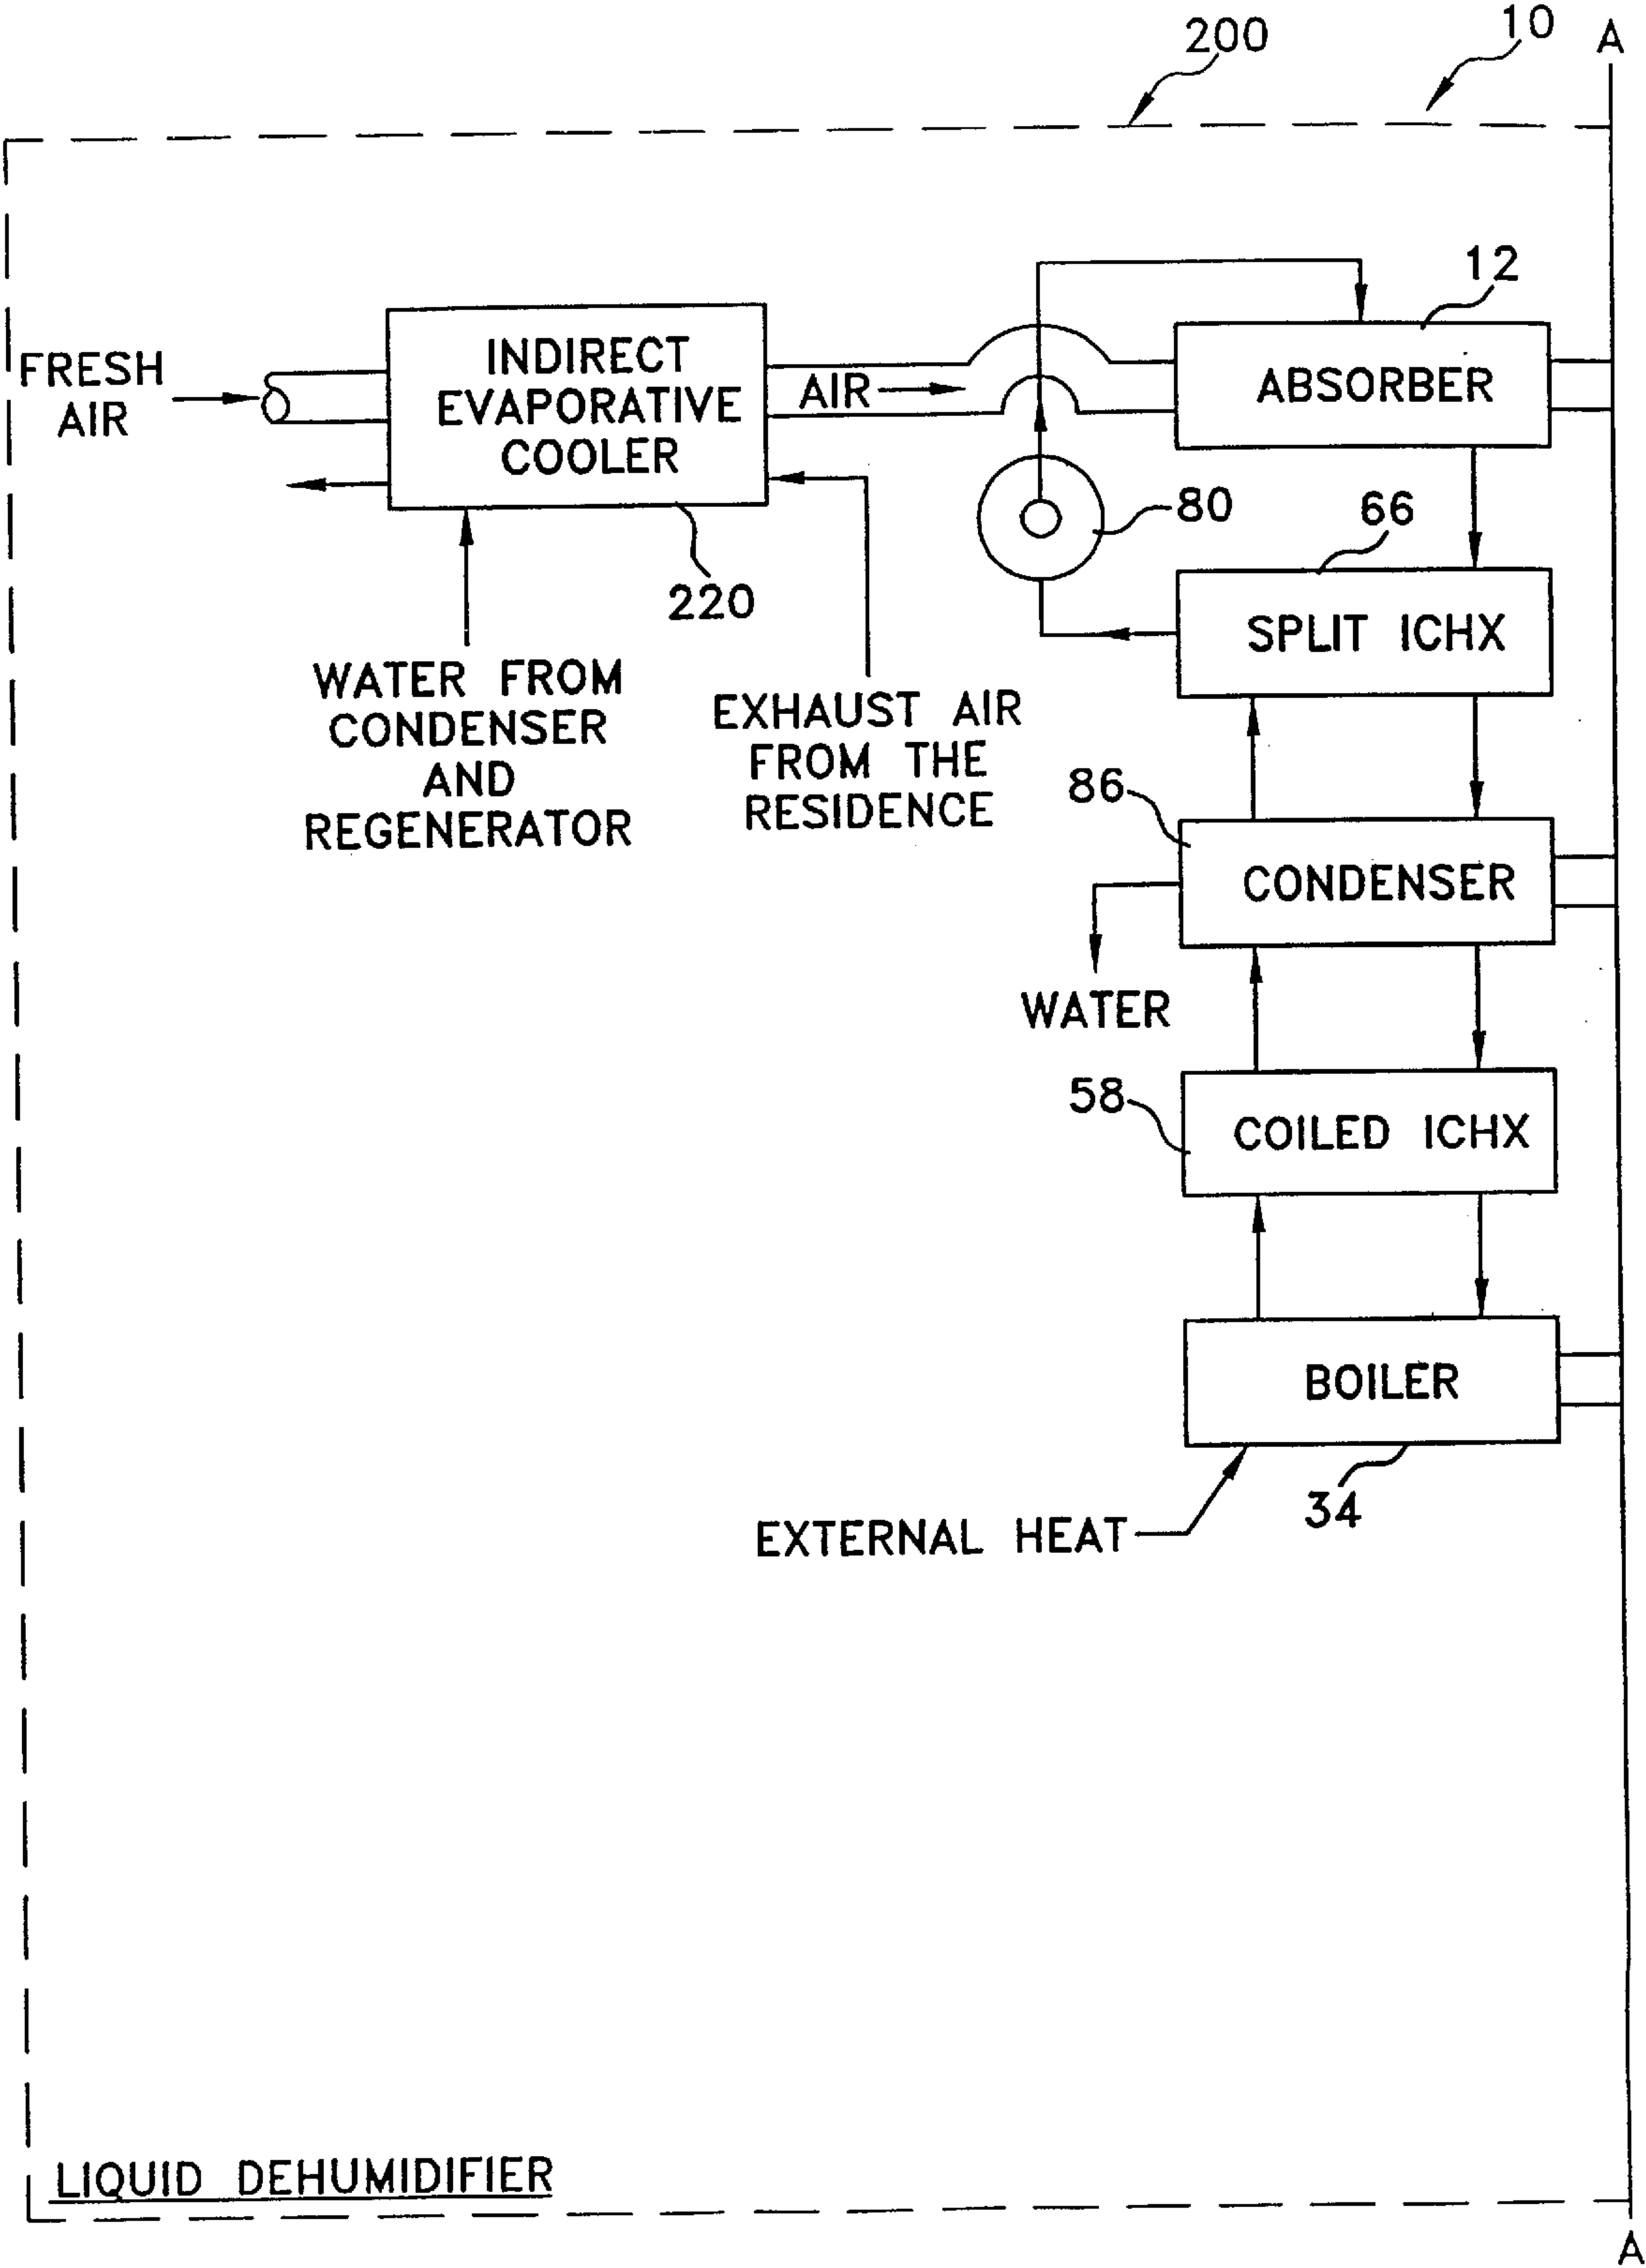 200
10
A
12
FRESH
AIR
INDIRECT
EVAPORATIVE
COOLER
AIR
ABSORBER
80
66
220
SPLIT ICHX
WATER FROM
CONDENSER
AND
REGENERATOR
EXHAUST AIR
FROM THE
RESIDENCE
86
CONDENSER
WATER
58
COILED ICHX
BOILER
34
EXTERNAL HEAT
LIQUID DEHUMIDIFIER
A